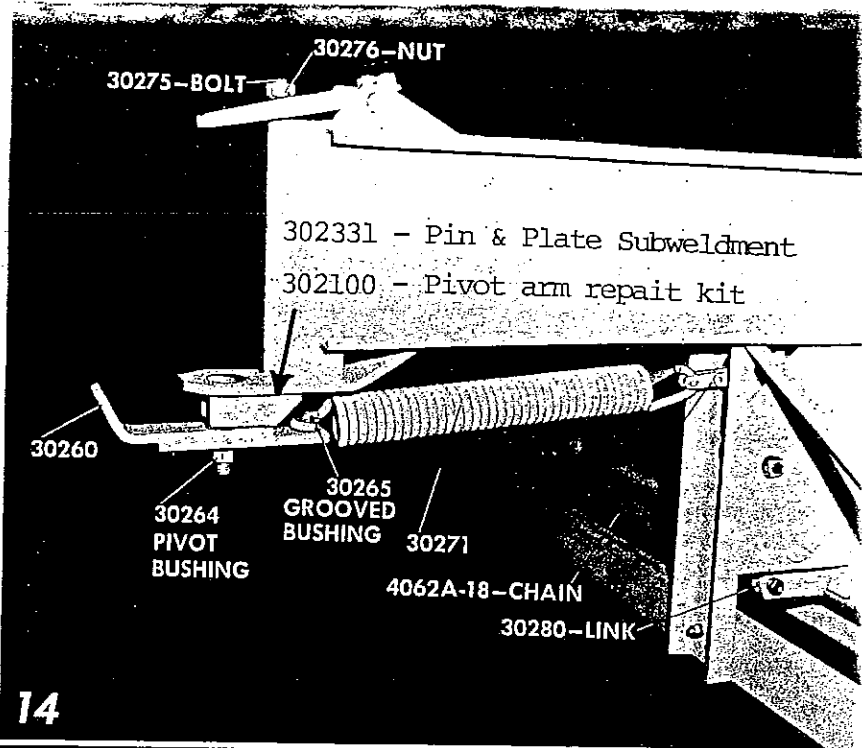 30276–NUT
30275–BOLT
302331 - Pin & Plate Subweldment
302100 - Pivot arm repait kit
30260
30264
PIVOT
BUSHING
30265
GROOVED
BUSHING
30271
4062A-18–CHAIN
30280–LINK
14